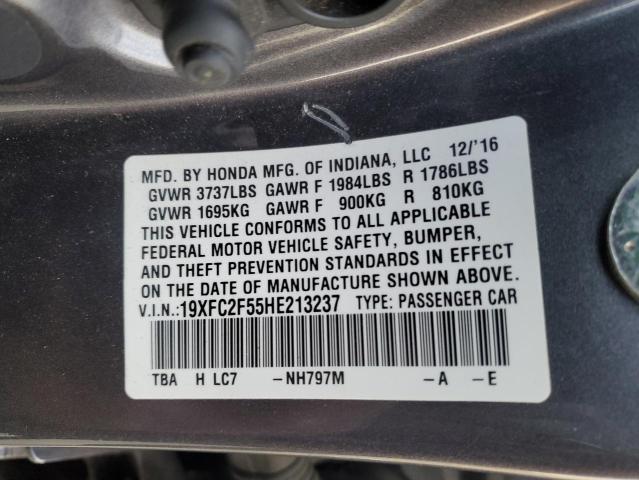 MFD. BY HONDA MFG. OF INDIANA, LLC 12/'16
GVWR 3737LBS GAWR F 1984LBS R 1786LBS
GVWR 1695KG GAWR F 900KG R 810KG
THIS VEHICLE CONFORMS TO ALL APPLICABLE
FEDERAL MOTOR VEHICLE SAFETY, BUMPER,
AND THEFT PREVENTION STANDARDS IN EFFECT
ON THE DATE OF MANUFACTURE SHOWN ABOVE.
V.I.N.:19XFC2F55HE213237 TYPE: PASSENGER CAR
TBA H LC7 -NH797M -A -E